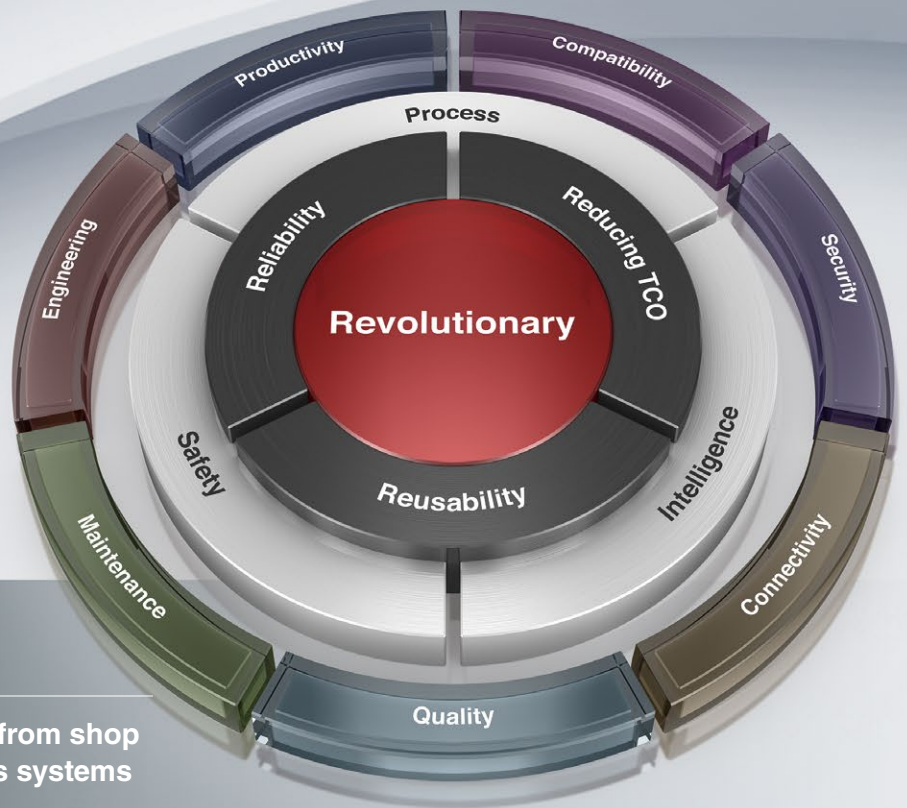 Productivity
Compatibility
Process
Reliability
Reducing TCO
Engineering
Security
Revolutionary
Safety
Intelligence
Reusability
Maintenance
Connectivity
Quality
from shop
s systems